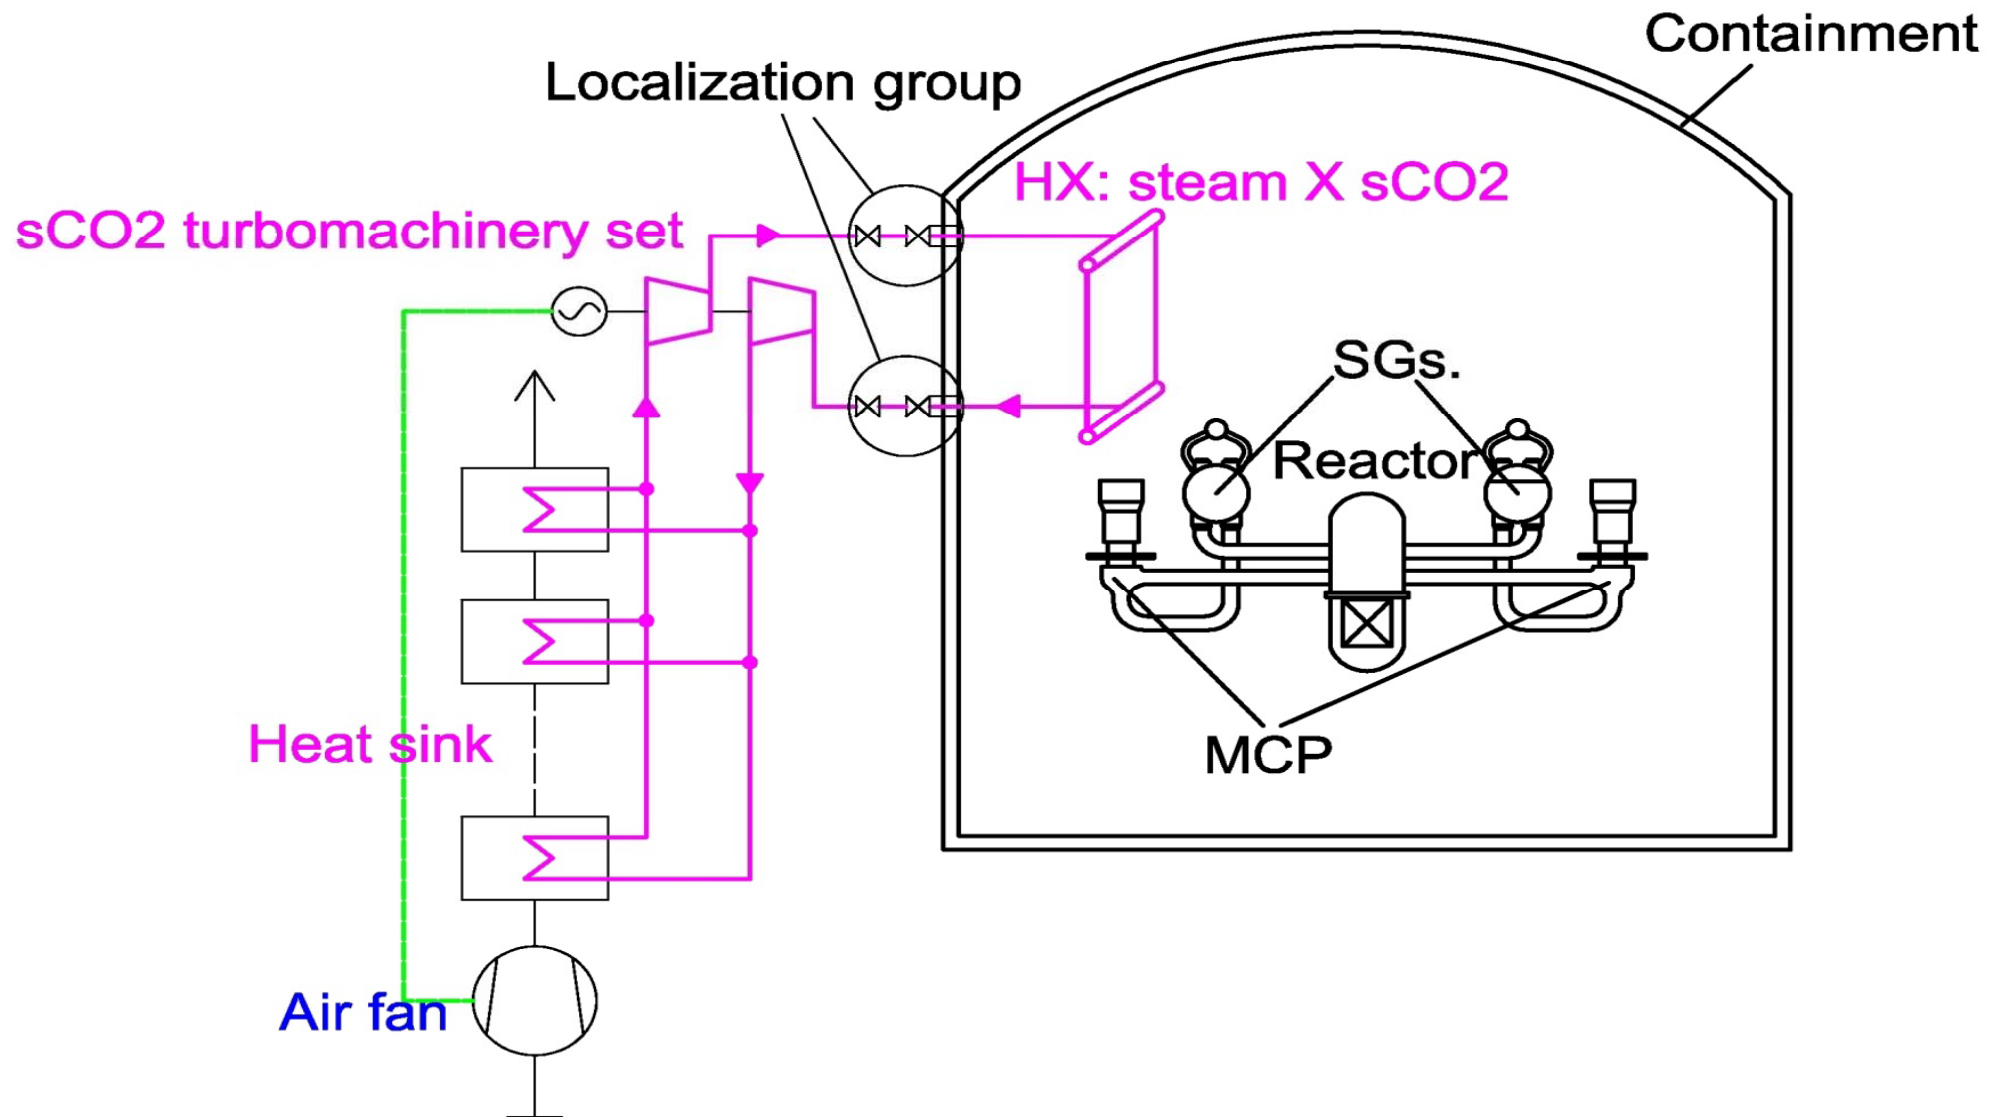 Containment
Localization group
HX: steam X sCO2
sCO2 turbomachinery set
SGs.
Reactor
Heat sink
MCP
Air fan